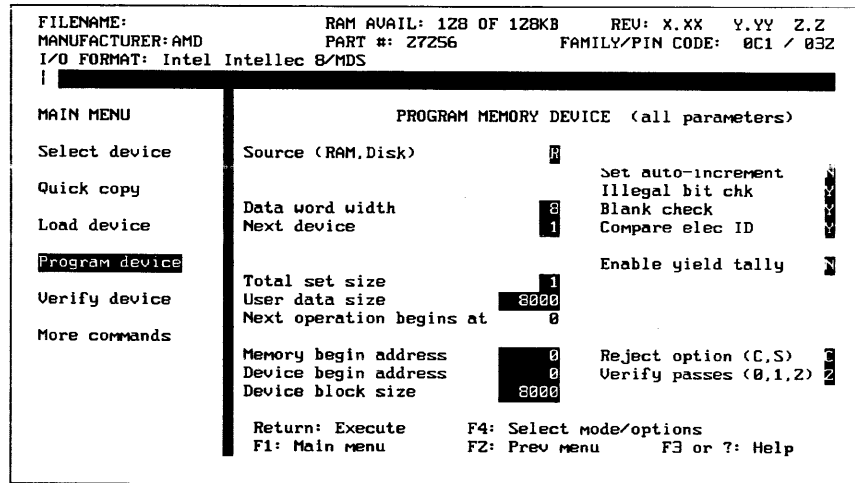 FILENAME: RAM AVAIL: 128 OF 128KB REV: X.XX Y.YY Z.Z
MANUFACTURER: AMD PART #: 27256 FAMILY/PIN CODE: 0C1 / 032
I/O FORMAT: Intel Intellec 8/MDS
MAIN MENU PROGRAM MEMORY DEVICE (all parameters)
Select device Source (RAM,Disk) R
Set auto-increment N
Quick copy Illegal bit chk Y
Data word width 8 Blank check Y
Load device Next device 1 Compare elec ID Y
Program device Enable yield tally N
Total set size 1
Verify device User data size 8000
Next operation begins at 0
More commands
Memory begin address 0 Reject option (C,S) C
Device begin address 0 Verify passes (0,1,2) 2
Device block size 8000
Return: Execute F4: Select mode/options
F1: Main menu F2: Prev menu F3 or ?: Help